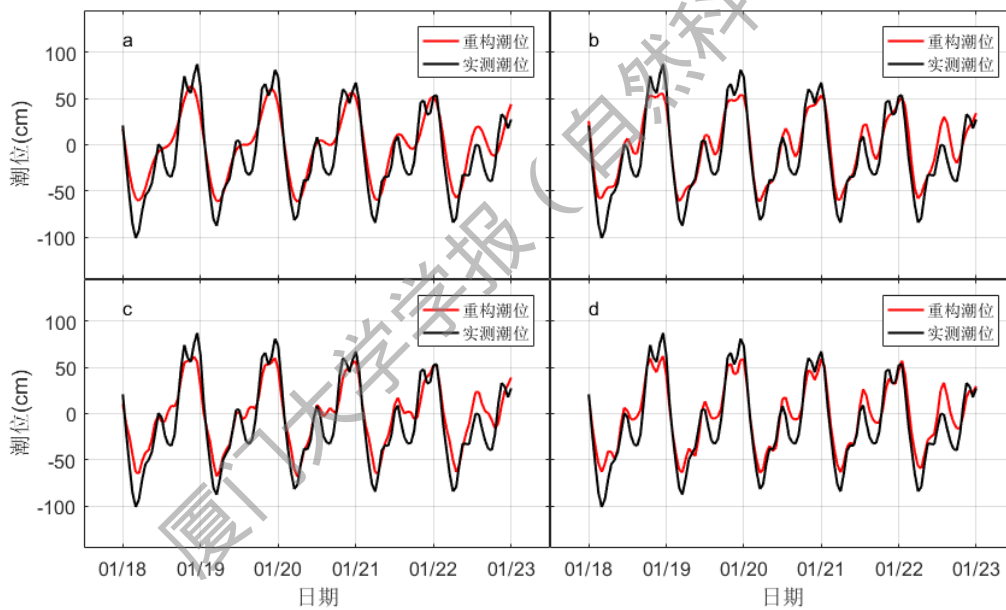 a
重构潮位
实测潮位
b
重构潮位
实测潮位
100
50
0
-50
-100
潮位(cm)
c
重构潮位
实测潮位
d
重构潮位
实测潮位
100
50
0
-50
-100
潮位(cm)
01/18 01/19 01/20 01/21 01/22 01/23
01/18 01/19 01/20 01/21 01/22 01/23
日期
日期
厦门大学学报（自然科